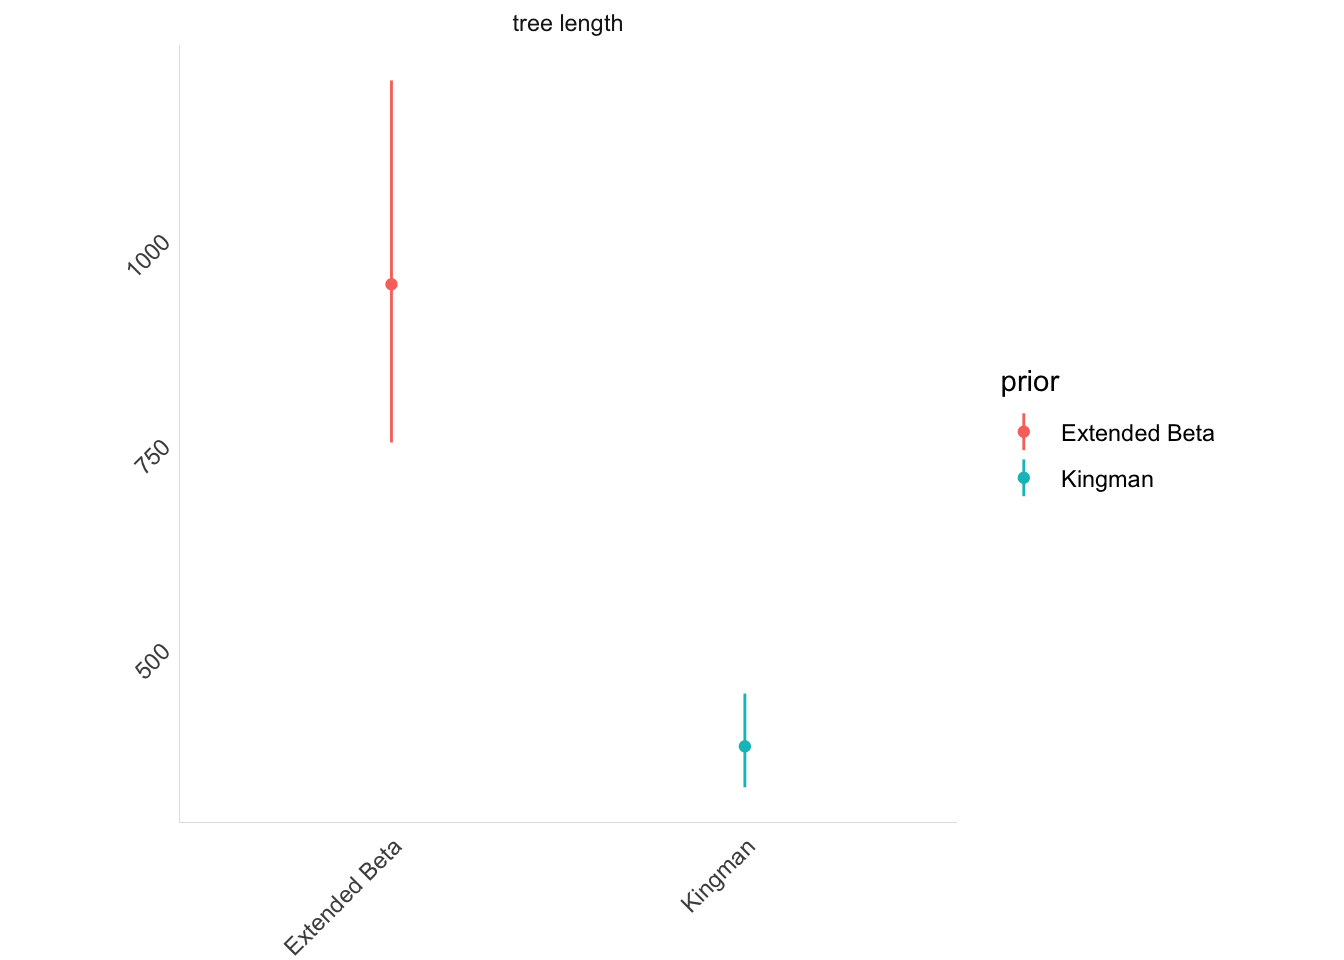 tree length
1000
750
500
Extended Beta
Kingman
prior
Extended Beta
Kingman